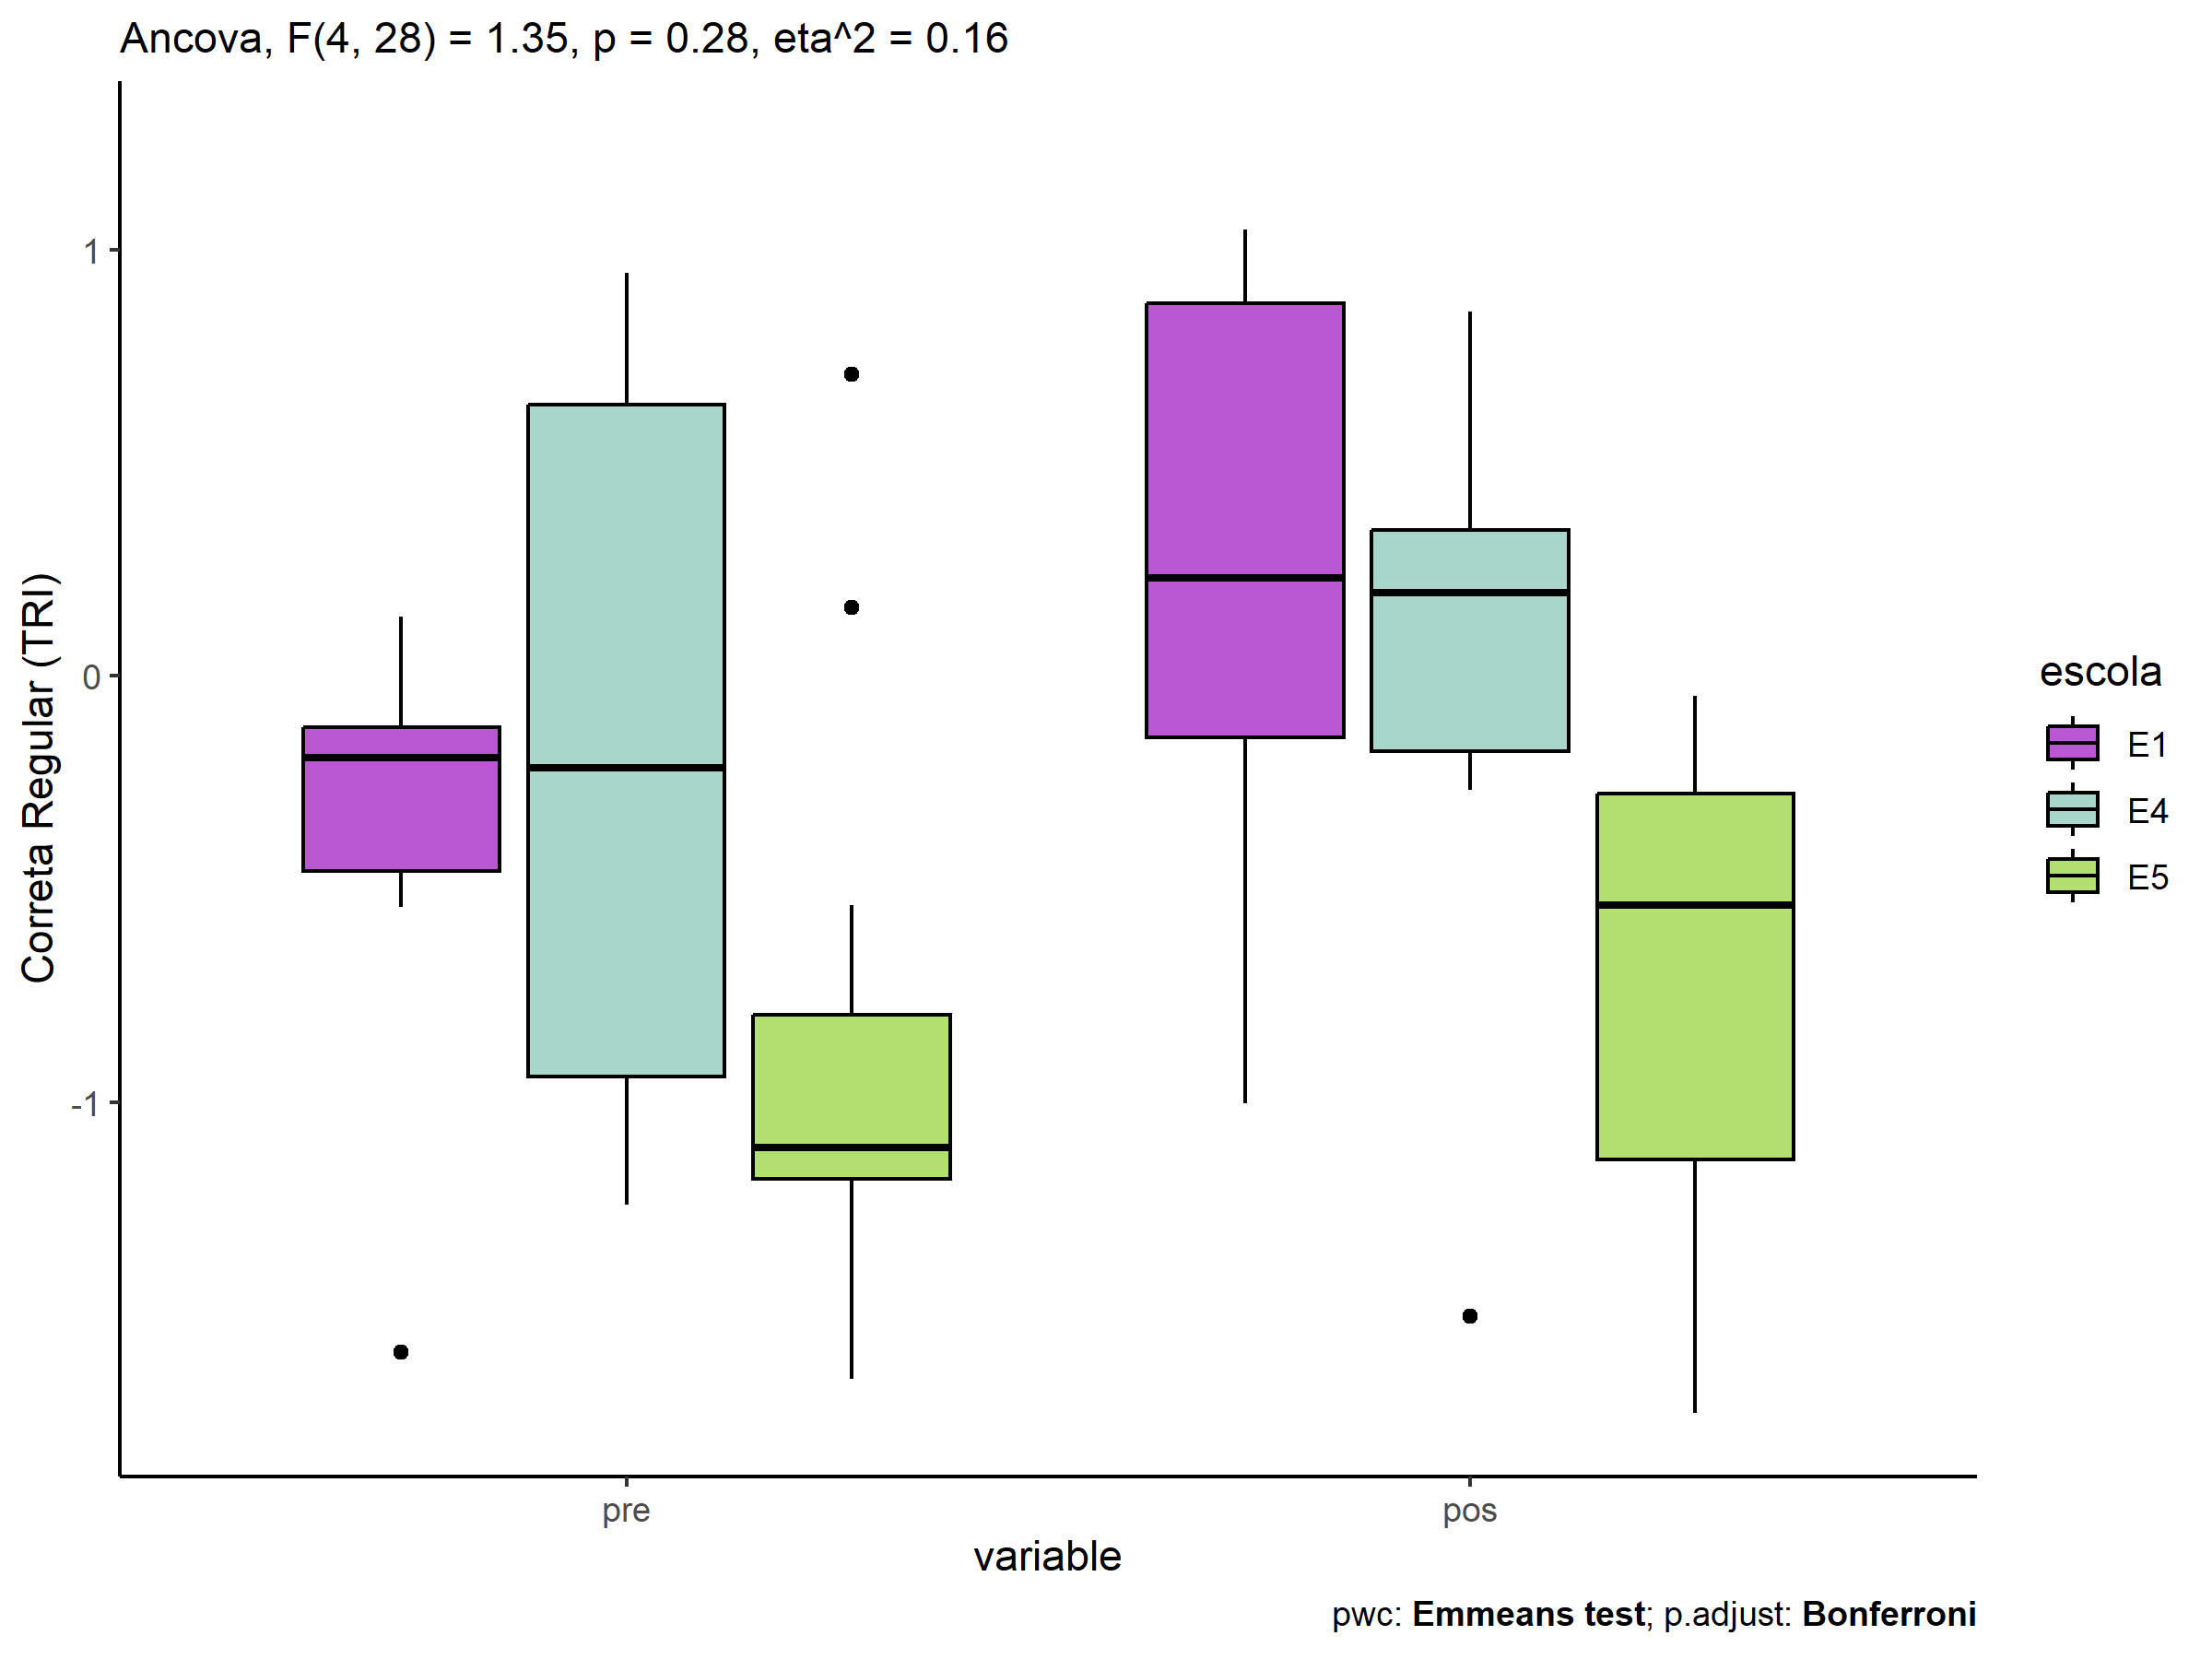 Ancova, F(4, 28) = 1.35, p = 0.28, eta^2 = 0.16
Correta Regular (TRI)
1
0
-1
pre
pos
variable
escola
E1
E4
E5
pwc: Emmeans test; p.adjust: Bonferroni